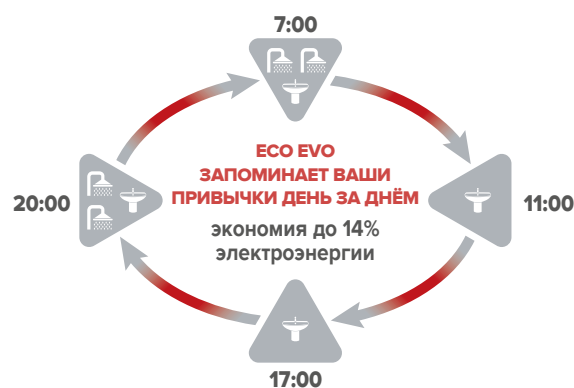 7:00
ECO EVO
ЗАПОМИНАЕТ ВАШИ
ПРИВЫЧКИ ДЕНЬ ЗА ДНЁМ
20:00
11:00
экономия до 14%
электроэнергии
17:00